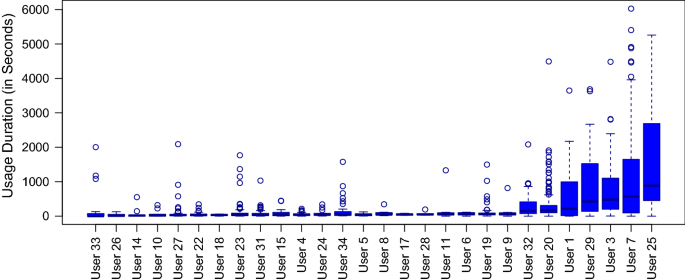 Usage Duration (in Seconds)
6000
5000
4000
3000
2000
1000
0
User 33
User 26
User 14
User 10
User 27
User 22
User 18
User 23
User 31
User 15
User 4
User 24
User 34
User 5
User 8
User 17
User 28
User 11
User 6
User 19
User 9
User 32
User 20
User 1
User 29
User 3
User 7
User 25